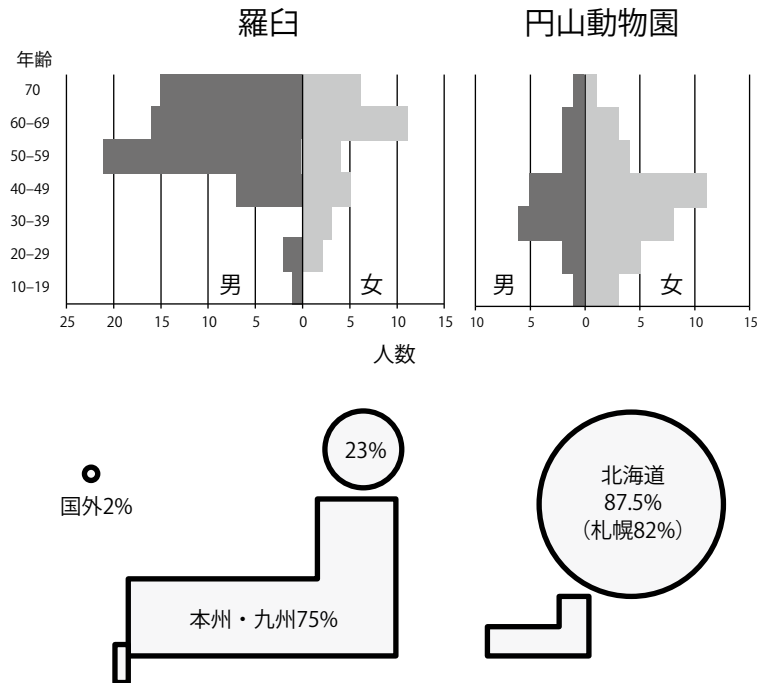 羅臼
円山動物園
年齢
70
60–69
50–59
40–49
30–39
20–29
10–19
男
女
男
女
25 20 15 10 5 0 5 10 15
10 5 0 5 10 15
人数
23%
国外2%
本州・九州75%
北海道
87.5%
（札幌82%）